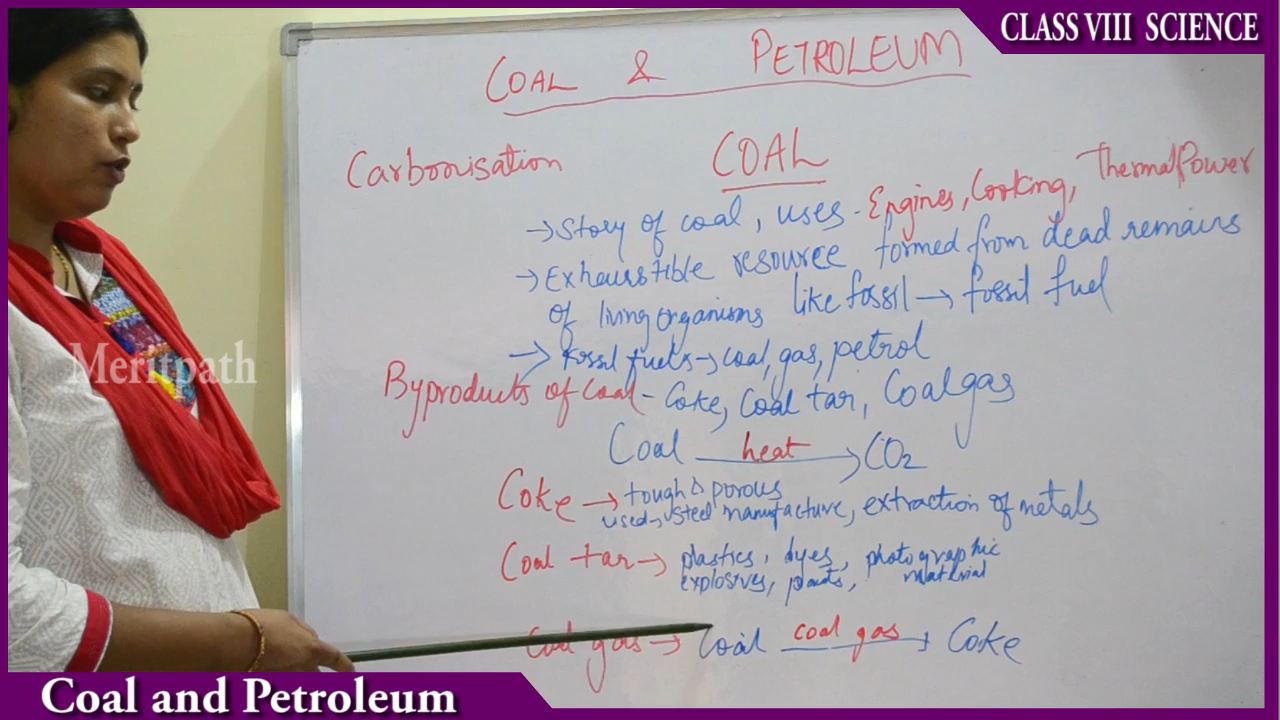 CLASS VIII SCIENCE
COAL & PETROLEUM
Carbonisation
COAL
→ Story of coal, uses - Engines, Cooking, Thermal Power
→ Exhaustible resource formed from dead remains
of living organisms like fossil → fossil fuel
→ Fossil fuels → coal, gas, petrol
Meritpath
Byproducts of Coal - Coke, Coal tar, Coal gas
Coal heat → CO2
Coke → tough & porous
used → steel manufacture, extraction of metals
Coal tar → plastics, dyes, photographic
explosives, paints, material
Coal gas → Coal coal gas → Coke
Coal and Petroleum